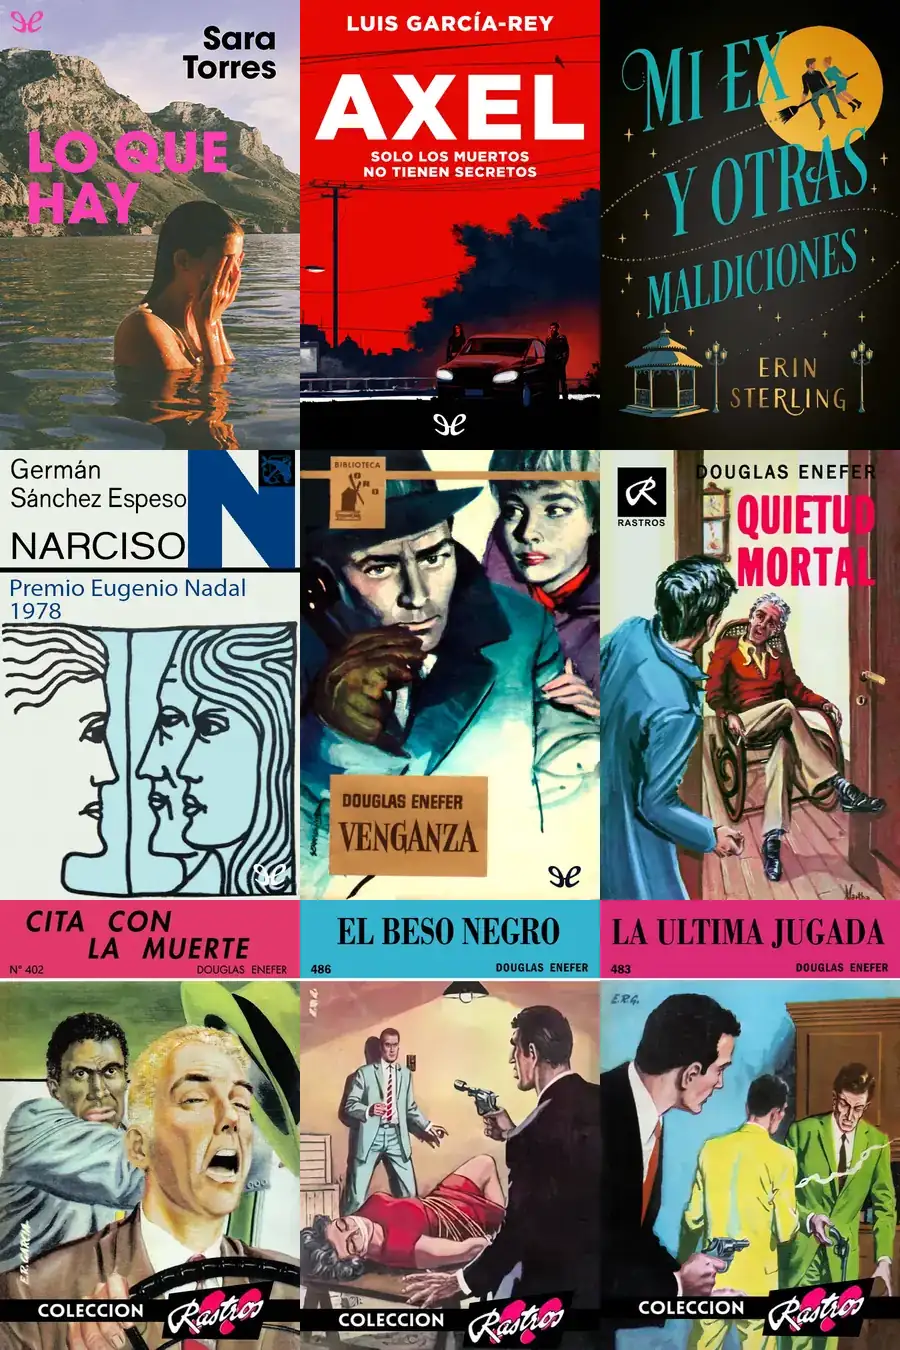 Sara
Torres
LO QUE
HAY
LUIS GARCÍA-REY
AXEL
SOLO LOS MUERTOS
NO TIENEN SECRETOS
MI EX
Y OTRAS
MALDICIONES
ERIN
STERLING
Germán
Sánchez Espeso
N
NARCISO
Premio Eugenio Nadal
1978
BIBLIOTECA
ORO
DOUGLAS ENEFER
VENGANZA
R
RASTROS
DOUGLAS ENEFER
QUIETUD
MORTAL
CITA CON
LA MUERTE
N° 402
DOUGLAS ENEFER
E.R. GARCIA
COLECCION
Rastros
EL BESO NEGRO
486
DOUGLAS ENEFER
E.R.G.
COLECCION
Rastros
LA ULTIMA JUGADA
483
DOUGLAS ENEFER
E.R.G.
COLECCION
Rastros